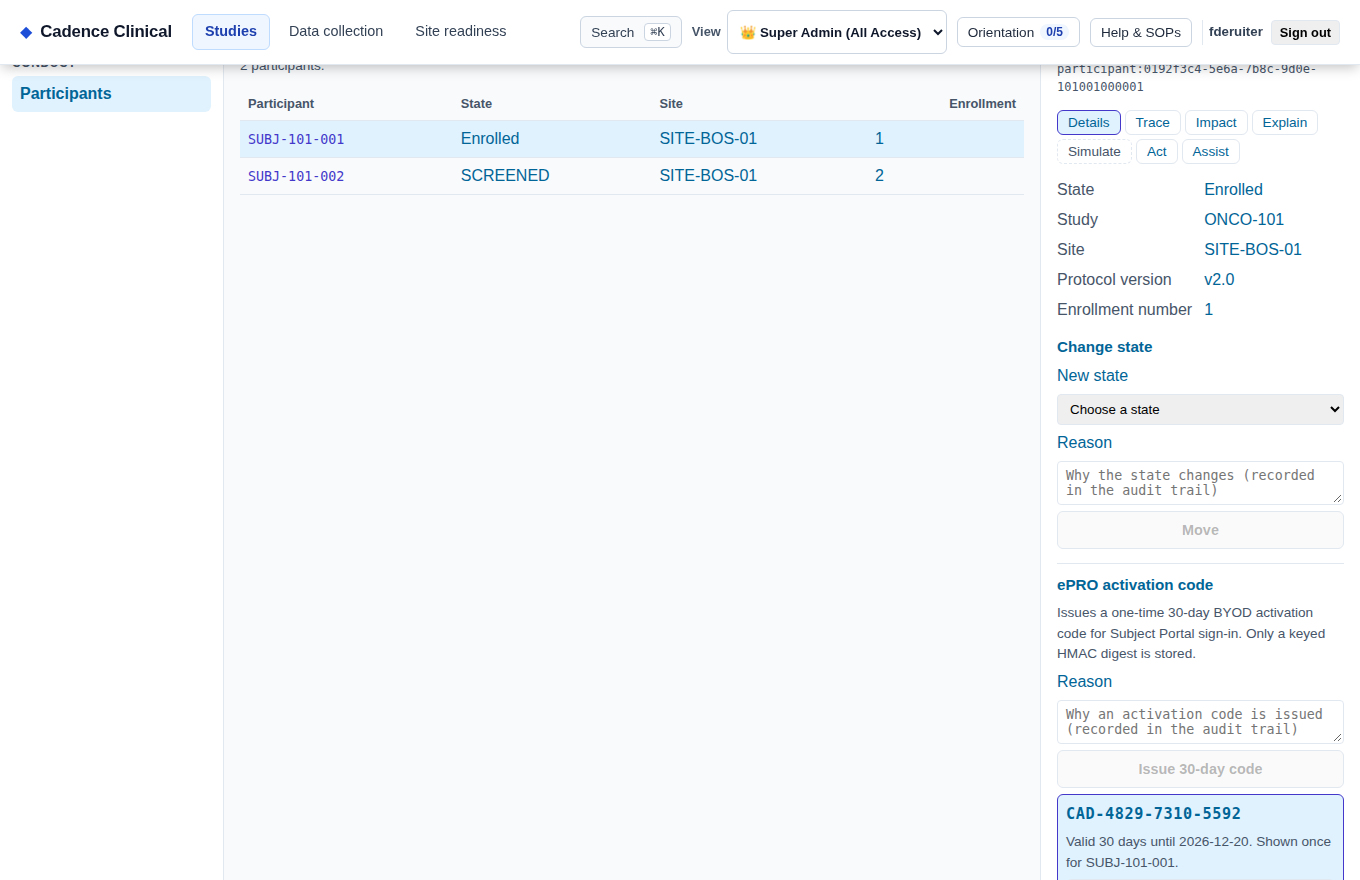 Cadence Clinical
Studies
Data collection
Site readiness
Search ⌘K
View
👑 Super Admin (All Access)
Orientation 0/5
Help & SOPs
fderuiter
Sign out
Participants
2 participants.
Participant State Site Enrollment
SUBJ-101-001 Enrolled SITE-BOS-01 1
SUBJ-101-002 SCREENED SITE-BOS-01 2
participant:0192f3c4-5e6a-7b8c-9d0e-
101001000001
Details Trace Impact Explain
Simulate Act Assist
State Enrolled
Study ONCO-101
Site SITE-BOS-01
Protocol version v2.0
Enrollment number 1
Change state
New state
Choose a state
Reason
Why the state changes (recorded
in the audit trail)
Move
ePRO activation code
Issues a one-time 30-day BYOD activation
code for Subject Portal sign-in. Only a keyed
HMAC digest is stored.
Reason
Why an activation code is issued
(recorded in the audit trail)
Issue 30-day code
CAD-4829-7310-5592
Valid 30 days until 2026-12-20. Shown once
for SUBJ-101-001.